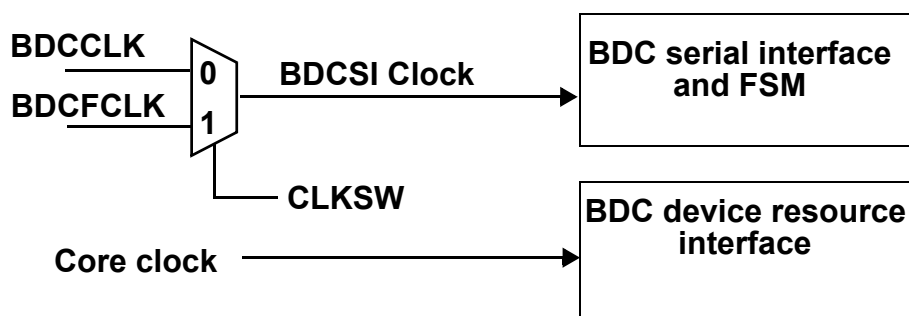 BDCCLK
0
BDCFCLK
1
BDCSI Clock
BDC serial interface
and FSM
CLKSW
Core clock
BDC device resource
interface